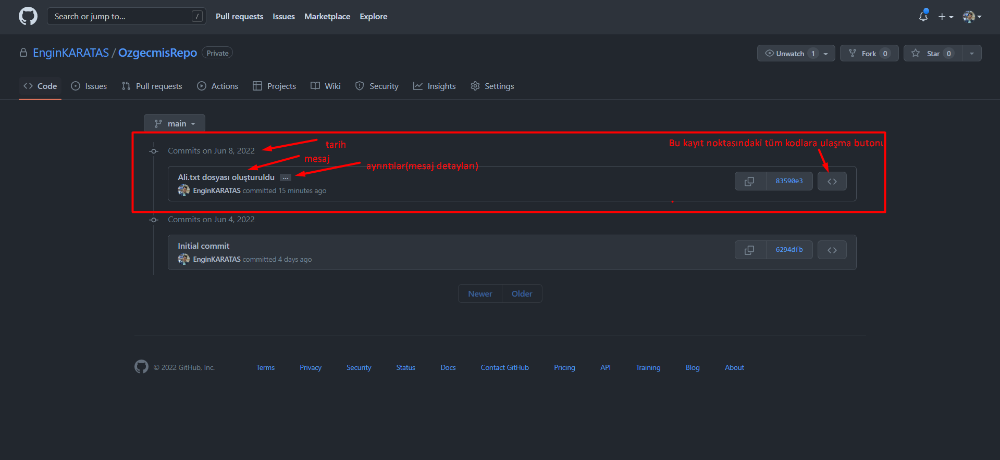 Search or jump to... /
Pull requests Issues Marketplace Explore
EnginKARATAS / OzgecmisRepo Private
Unwatch 1 Fork 0 Star 0
Code Issues Pull requests Actions Projects Wiki Security Insights Settings
main
Commits on Jun 8, 2022
tarih
mesaj
ayrıntılar(mesaj detayları)
Bu kayıt noktasındaki tüm kodlara ulaşma butonu
Ali.txt dosyası oluşturuldu ...
83590e3
EnginKARATAS committed 15 minutes ago
Commits on Jun 4, 2022
Initial commit
6294dfb
EnginKARATAS committed 4 days ago
Newer Older
© 2022 GitHub, Inc. Terms Privacy Security Status Docs Contact GitHub Pricing API Training Blog About